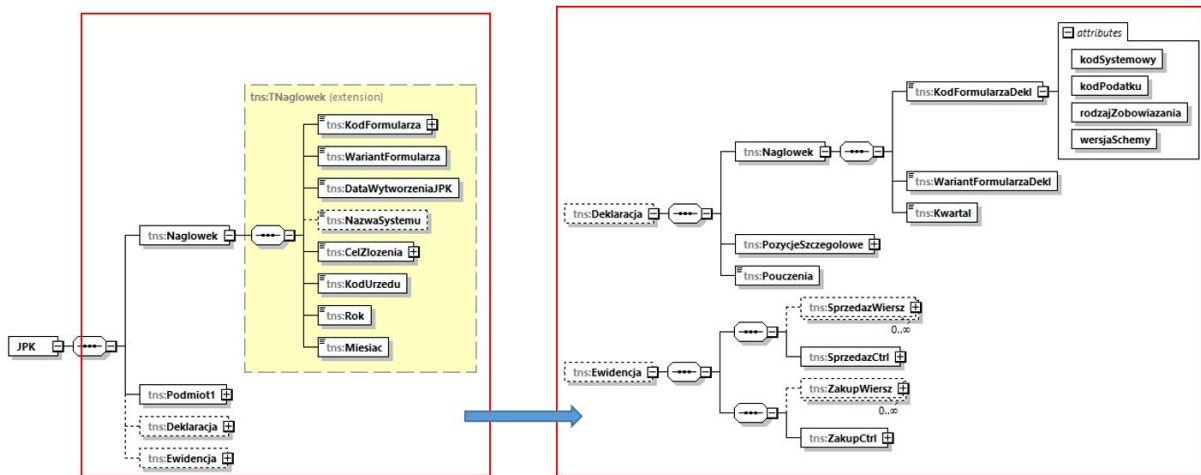 tns:TNaglowek (extension)
tns:KodFormularza
tns:WariantFormularza
tns:DataWytworzeniaJPK
tns:NazwaSystemu
tns:Naglowek
tns:CelZlozenia
tns:KodUrzedu
tns:Rok
JPK
tns:Miesiac
tns:Podmiot1
tns:Deklaracja
tns:Ewidencja
attributes
kodSystemowy
tns:KodFormularzaDekl
kodPodatku
rodzajZobowiazania
wersjaSchemy
tns:Naglowek
tns:WariantFormularzaDekl
tns:Deklaracja
tns:Kwartal
tns:PozycjeSzczegolowe
tns:Pouczenia
tns:SprzedazWiersz
0..∞
tns:SprzedazCtrl
tns:Ewidencja
tns:ZakupWiersz
0..∞
tns:ZakupCtrl